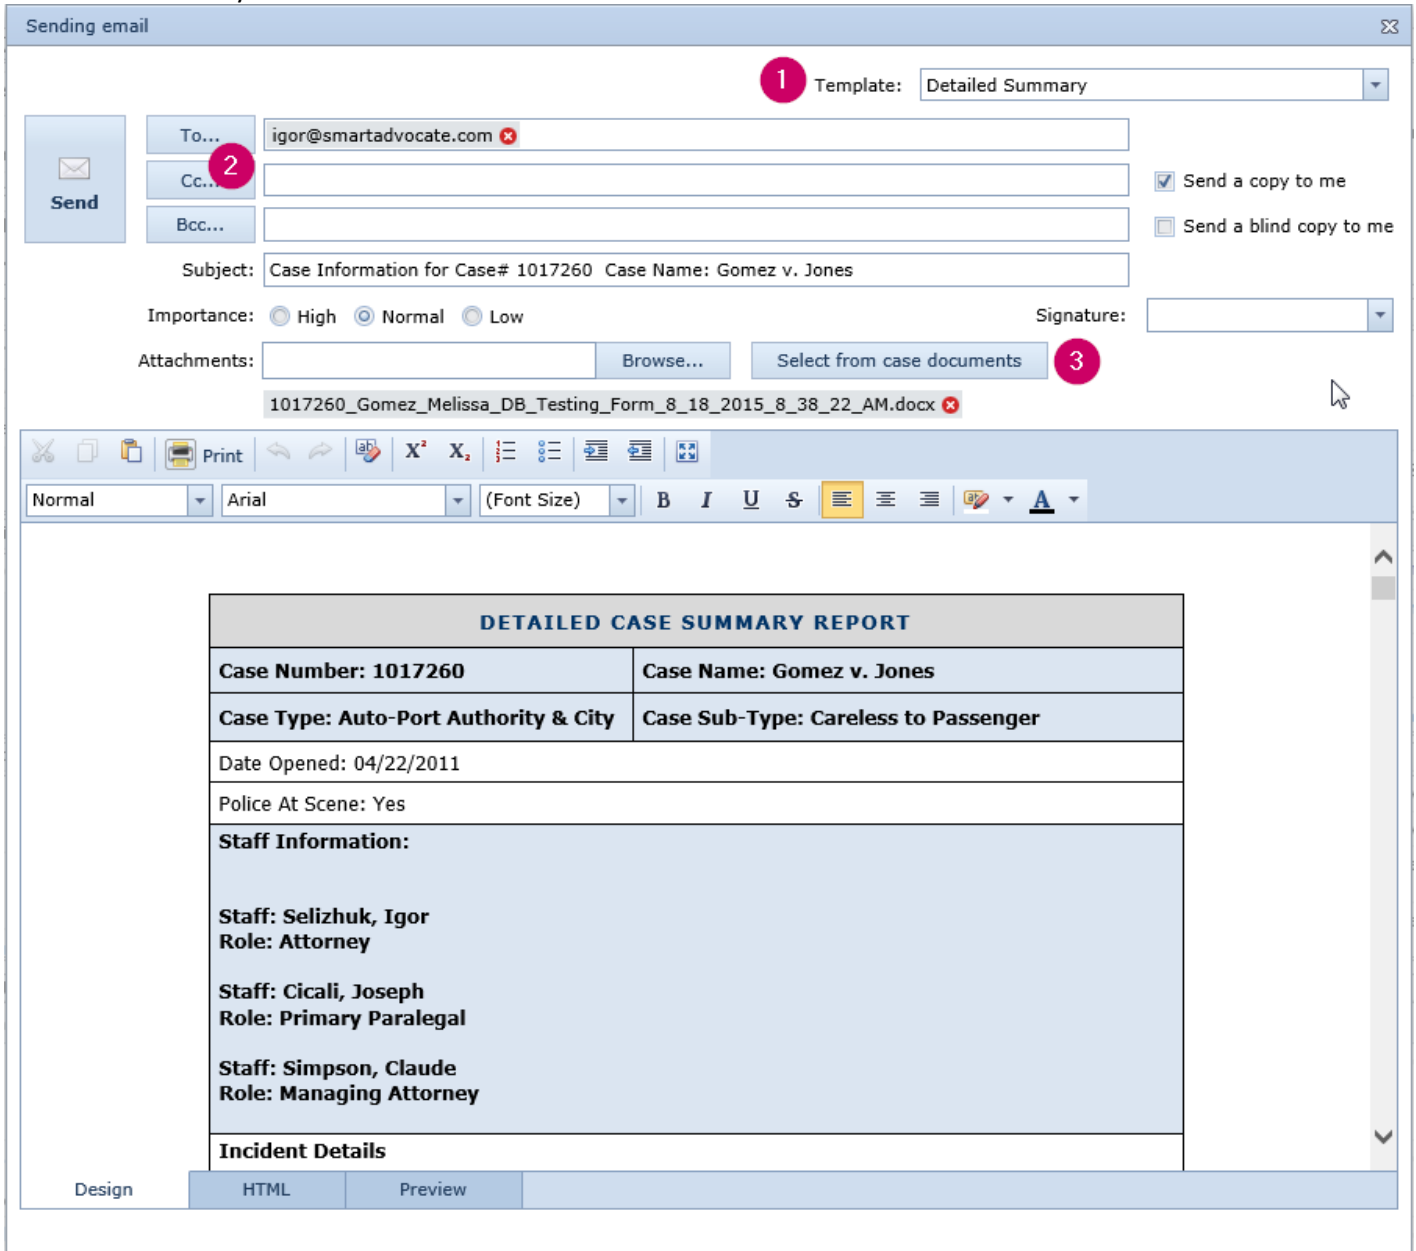 Sending email
1 Template: Detailed Summary
To... igor@smartadvocate.com
2
Cc... Send a copy to me
Send
Bcc... Send a blind copy to me
Subject: Case Information for Case# 1017260  Case Name: Gomez v. Jones
Importance: High Normal Low Signature:
Attachments: Browse... Select from case documents 3
1017260_Gomez_Melissa_DB_Testing_Form_8_18_2015_8_38_22_AM.docx
Print X² X₂
Normal Arial (Font Size) B I U S A
DETAILED CASE SUMMARY REPORT
Case Number: 1017260 Case Name: Gomez v. Jones
Case Type: Auto-Port Authority & City Case Sub-Type: Careless to Passenger
Date Opened: 04/22/2011
Police At Scene: Yes
Staff Information:
Staff: Selizhuk, Igor
Role: Attorney
Staff: Cicali, Joseph
Role: Primary Paralegal
Staff: Simpson, Claude
Role: Managing Attorney
Incident Details
Design HTML Preview